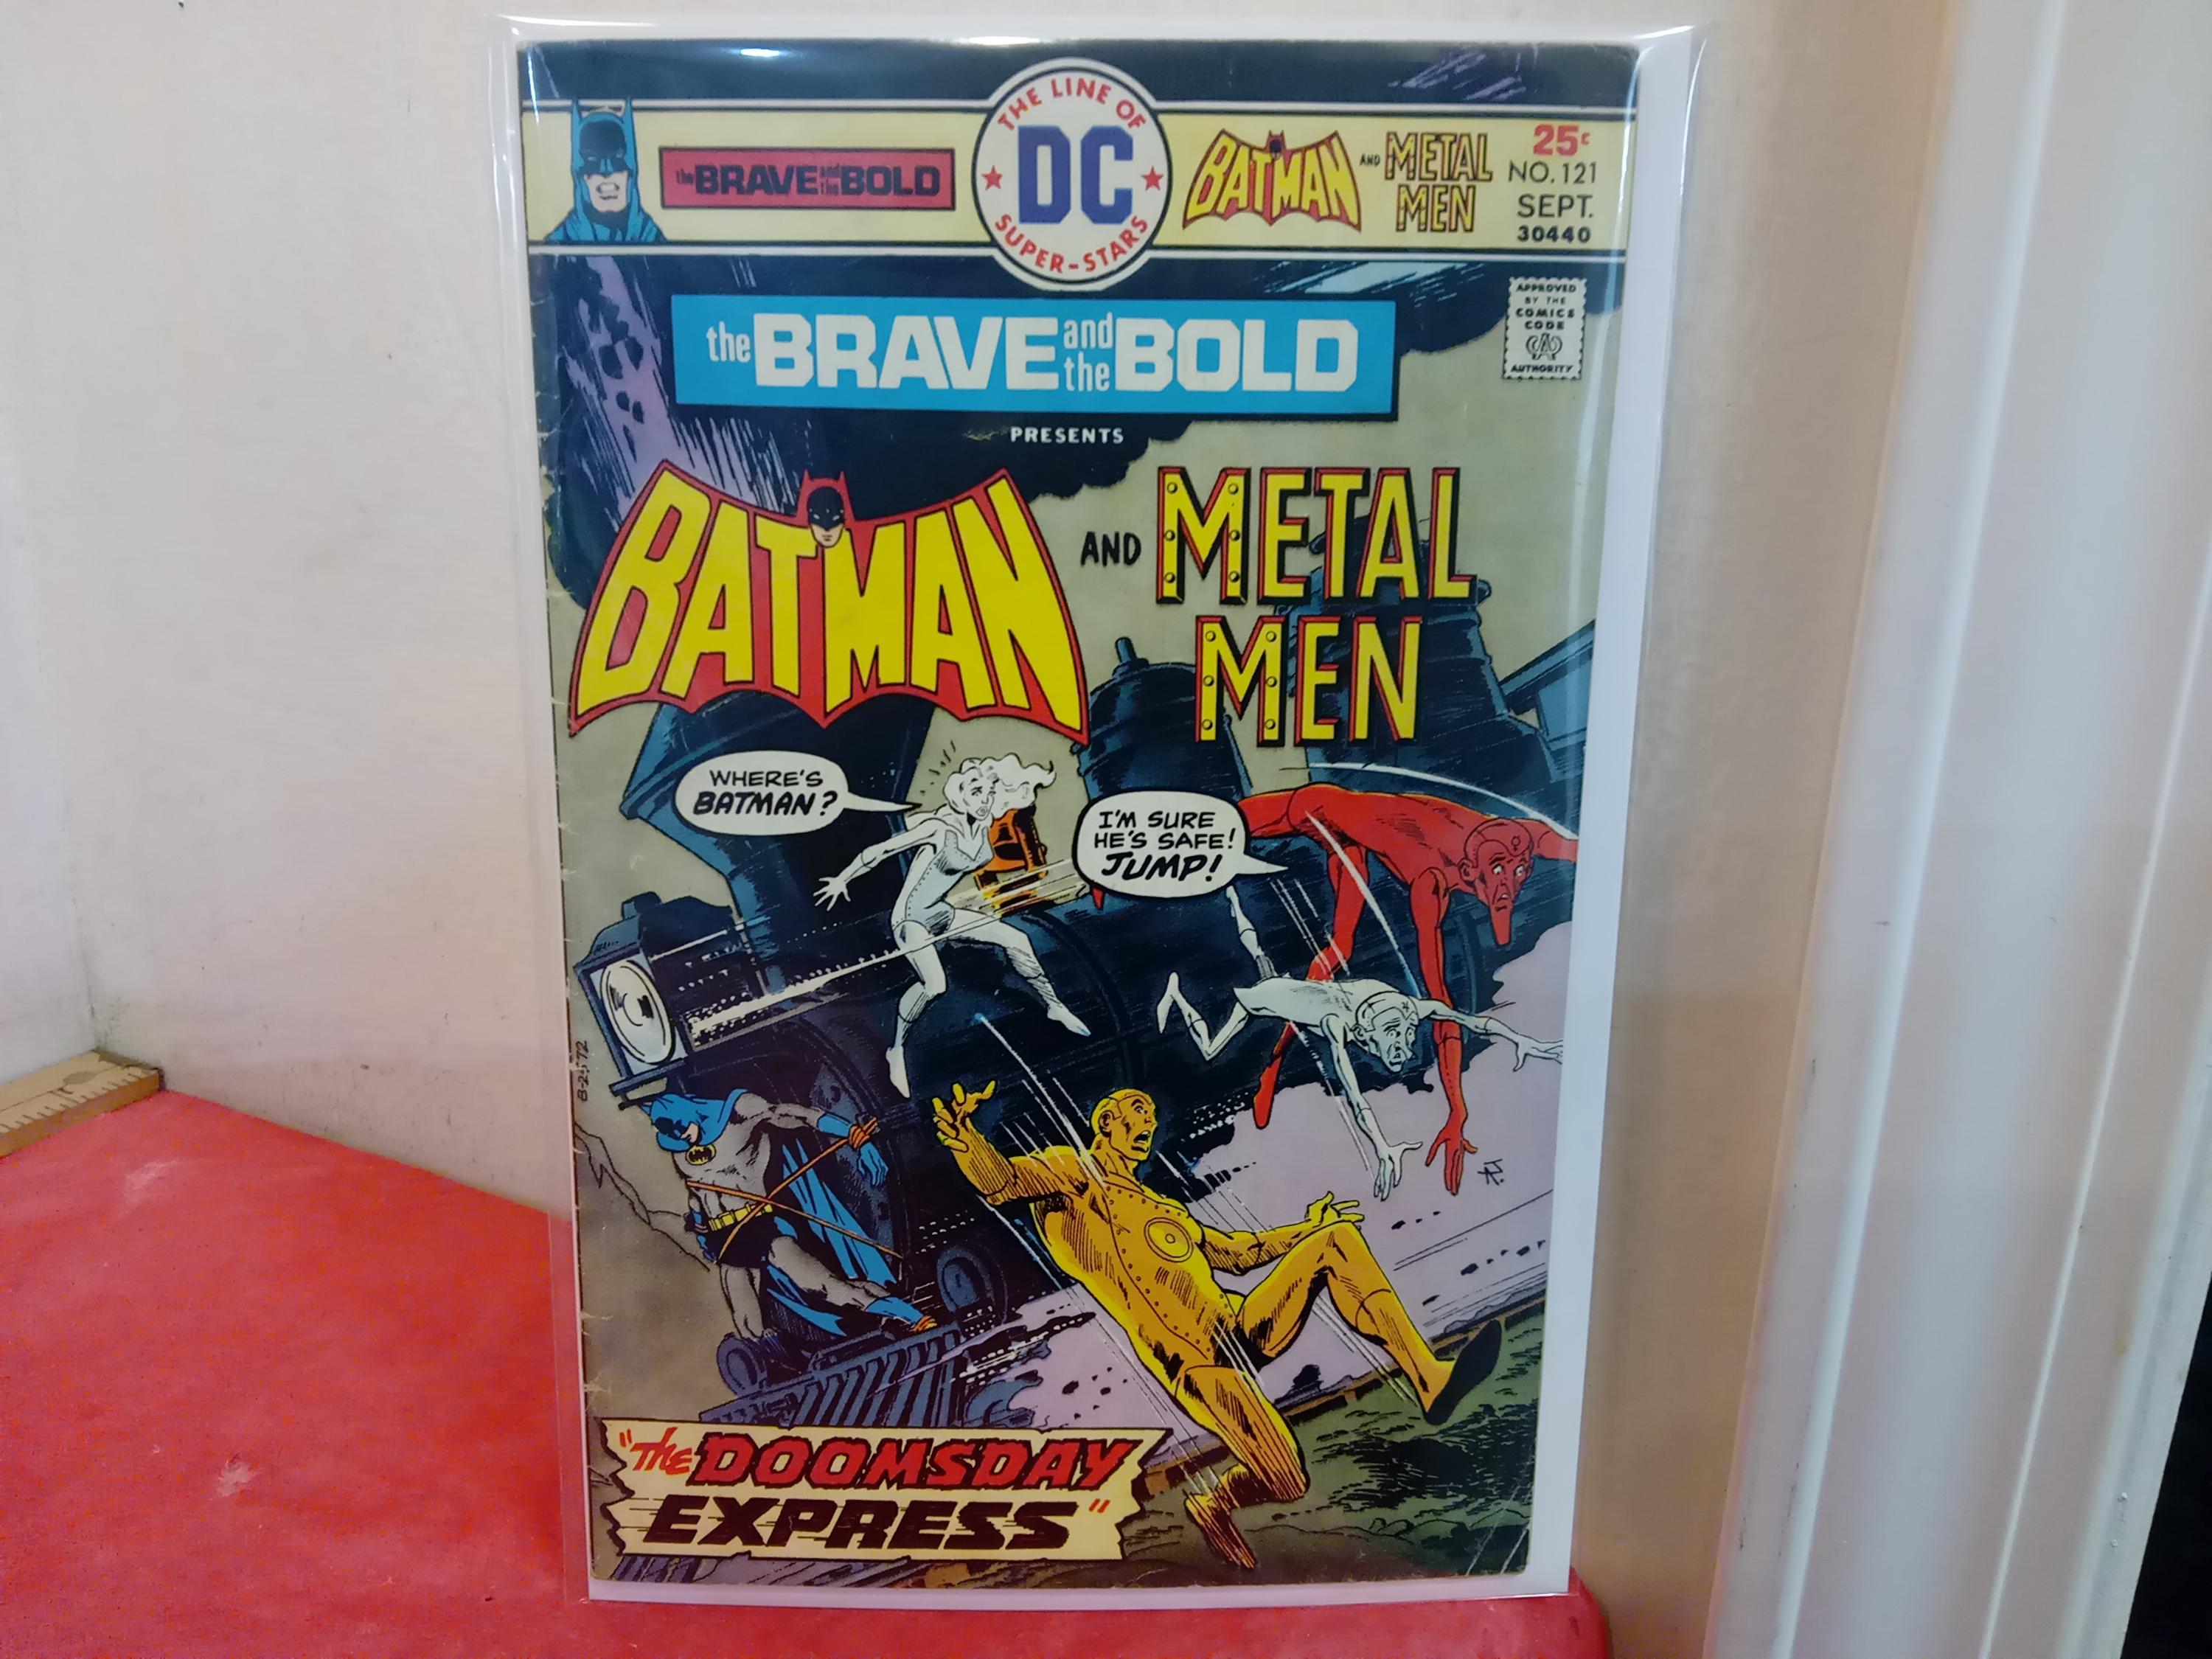 the BRAVE and the BOLD
THE LINE OF
DC
SUPER-STARS
BATMAN AND METAL MEN
25¢
NO. 121
SEPT.
30440
APPROVED
BY THE
COMICS
CODE
CA
AUTHORITY
the BRAVE and the BOLD
PRESENTS
BATMAN AND METAL
MEN
WHERE'S
BATMAN?
I'M SURE
HE'S SAFE!
JUMP!
"The DOOMSDAY
EXPRESS"